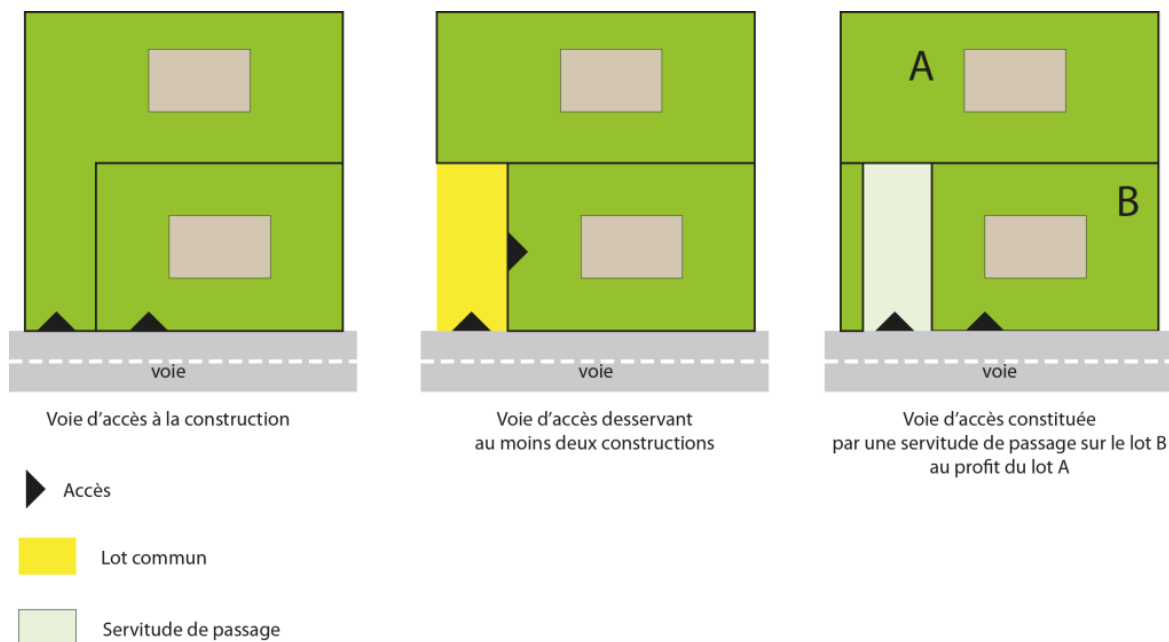 A
B
voie
voie
voie
Voie d'accès à la construction
Voie d'accès desservant
au moins deux constructions
Voie d'accès constituée
par une servitude de passage sur le lot B
au profit du lot A
Accès
Lot commun
Servitude de passage